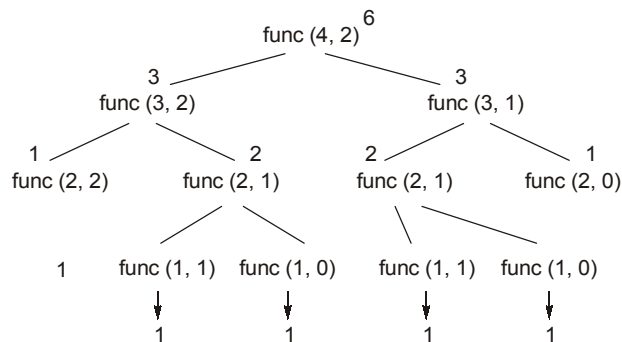 func (4, 2) 6
3 3
func (3, 2) func (3, 1)
1 2 2 1
func (2, 2) func (2, 1) func (2, 1) func (2, 0)
1 func (1, 1) func (1, 0) func (1, 1) func (1, 0)
1 1 1 1